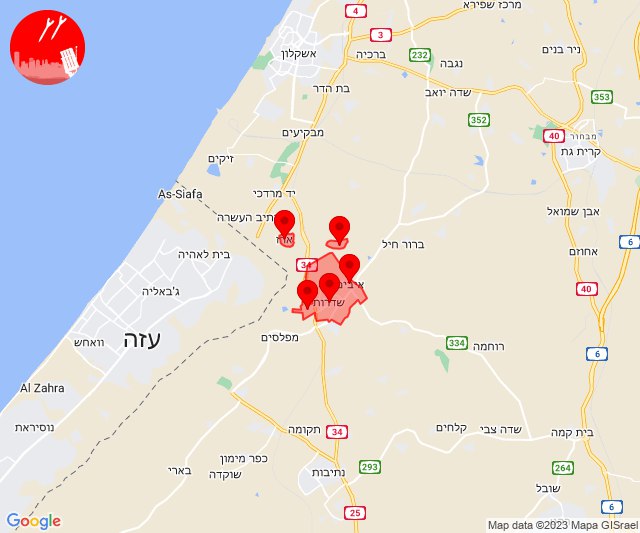 מרכז שפירא
4
3
אשקלון
ברכיה
232
נגבה
ניר בנים
בת הדר
שדה יואב
353
352
מבקיעים
40
מבחור
קרית גת
זיקים
As-Siafa
יד מרדכי
תיב העשרה
אבן שמואל
ארז
ברור חיל
בית לאהיה
אחוזם
34
איבים
ג'באליה
40
שדרות
עזה
וואחש
מפלסים
334
רוחמה
6
Al Zahra
נוסיראת
תקומה
34
קלחים
שדה צבי
בית קמה
כפר מימון
שוקדה
בארי
נתיבות
293
264
שובל
25
6
Google
Map data ©2023 Mapa GISrael